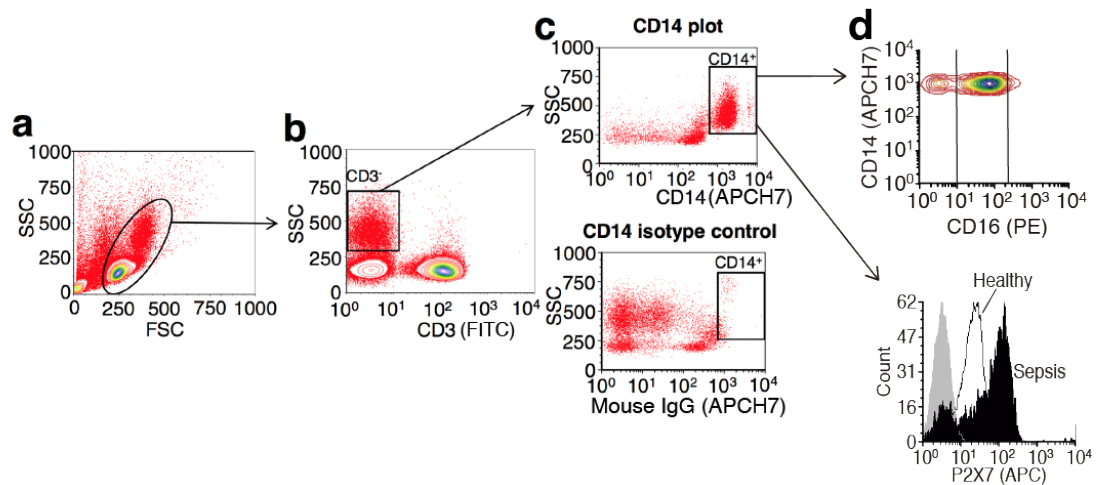 a
1000
750
500
250
0
SSC
0 250 500 750 1000
FSC
b
1000
750
500
250
0
SSC
CD3⁻
10⁰ 10¹ 10² 10³ 10⁴
CD3 (FITC)
c
CD14 plot
CD14⁺
1000
750
500
250
0
SSC
10⁰ 10¹ 10² 10³ 10⁴
CD14 (APCH7)
CD14 isotype control
CD14⁺
1000
750
500
250
0
SSC
10⁰ 10¹ 10² 10³ 10⁴
Mouse IgG (APCH7)
d
10⁴
10³
10²
10¹
10⁰
CD14 (APCH7)
10⁰ 10¹ 10² 10³ 10⁴
CD16 (PE)
Healthy
Sepsis
62
47
31
16
0
Count
10⁰ 10¹ 10² 10³ 10⁴
P2X7 (APC)